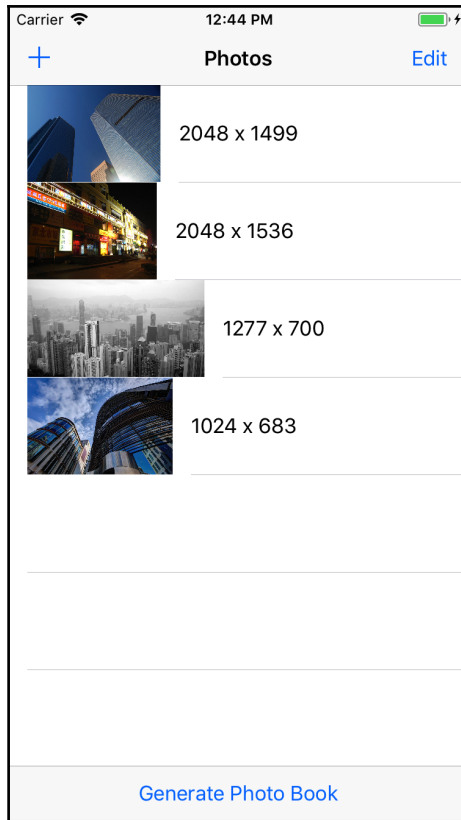 Carrier 12:44 PM
+ Photos Edit
2048 x 1499
2048 x 1536
1277 x 700
1024 x 683
Generate Photo Book